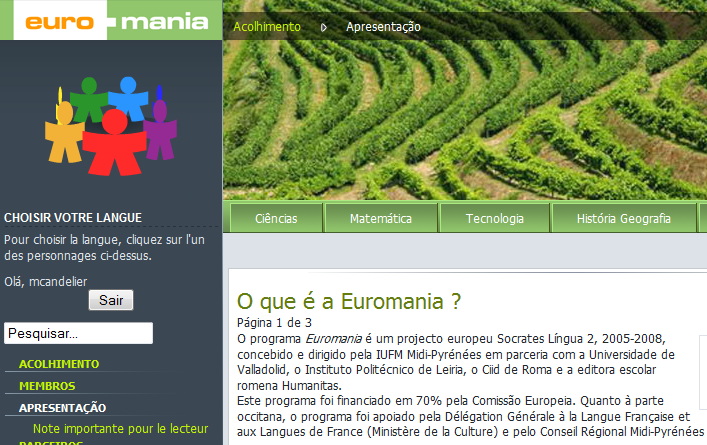 euro mania
Acolhimento Apresentação
Ciências Matemática Tecnologia História Geografia
CHOISIR VOTRE LANGUE
Pour choisir la langue, cliquez sur l'un
des personnages ci-dessus.
Olá, mcandelier
Sair
Pesquisar...
ACOLHIMENTO
MEMBROS
APRESENTAÇÃO
Note importante po le lecteur
PARCEIROS
O que é a Euromania ?
Página 1 de 3
O programa Euromania é um projecto europeu Socrates Língua 2, 2005-2008,
concebido e dirigido pela IUFM Midi-Pyrénées em parceria com a Universidade de
Valladolid, o Instituto Politécnico de Leiria, o Ciid de Roma e a editora escolar
romena Humanitas.
Este programa foi financiado em 70% pela Comissão Europeia. Quanto à parte
occitana, o programa foi apoiado pela Délégation Générale à la Langue Française et
aux Langues de France (Ministère de la Culture) e pelo Conseil Régional Midi-Pyrénées